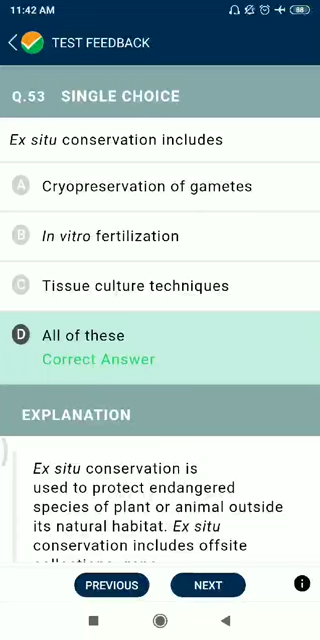 11:42 AM
88
TEST FEEDBACK
Q.53 SINGLE CHOICE
Ex situ conservation includes
A Cryopreservation of gametes
B In vitro fertilization
C Tissue culture techniques
D All of these
Correct Answer
EXPLANATION
Ex situ conservation is
used to protect endangered
species of plant or animal outside
its natural habitat. Ex situ
conservation includes offsite
PREVIOUS NEXT